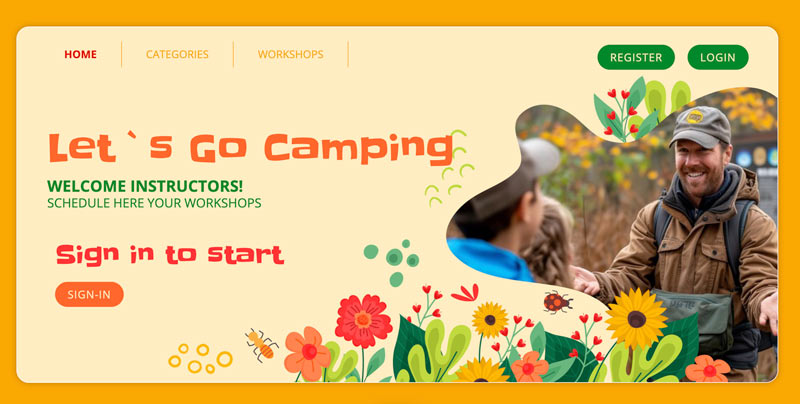 HOME
CATEGORIES
WORKSHOPS
REGISTER
LOGIN
Let`s Go Camping
WELCOME INSTRUCTORS!
SCHEDULE HERE YOUR WORKSHOPS
Sign in to start
SIGN-IN